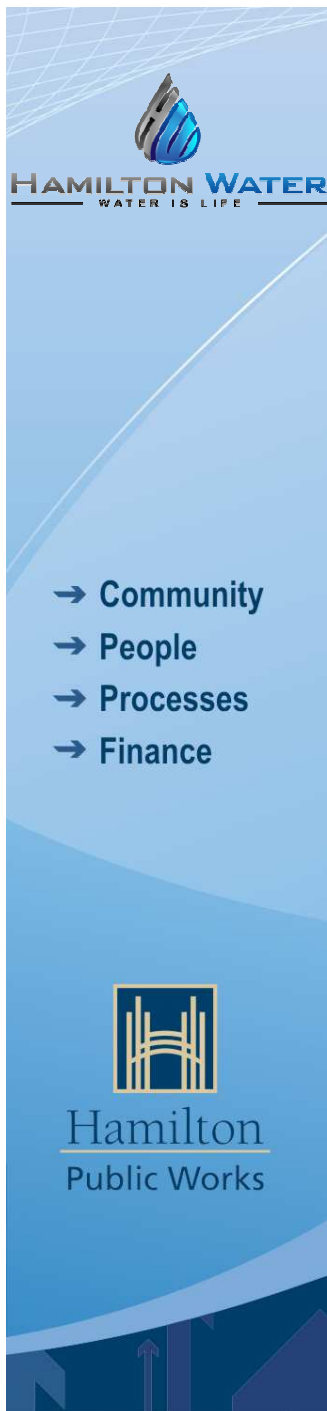 HAMILTON WATER
WATER IS LIFE
➔ Community
➔ People
➔ Processes
➔ Finance
Hamilton
Public Works